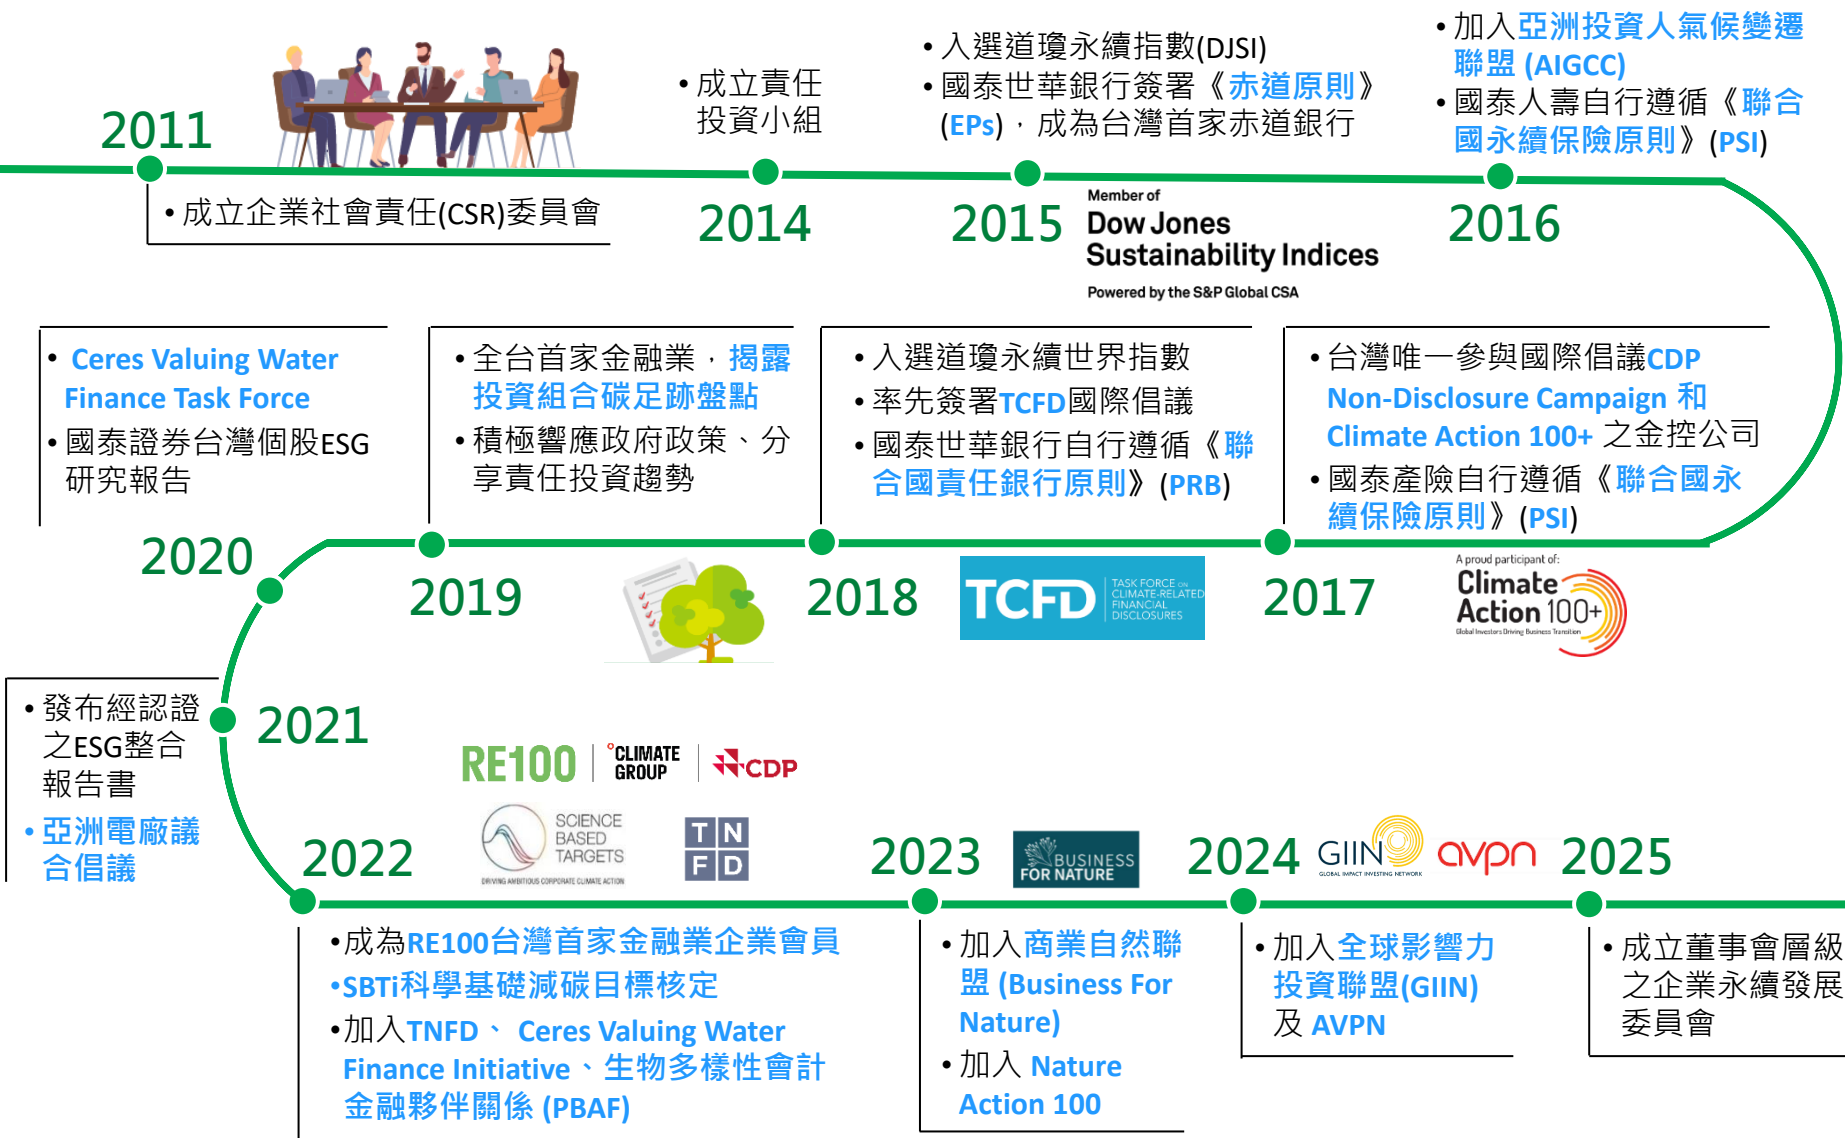 2011
• 成立企業社會責任(CSR)委員會
• 成立責任
投資小組
2014
• 入選道瓊永續指數(DJSI)
• 國泰世華銀行簽署《赤道原則》
(EPs)，成為台灣首家赤道銀行
2015
Member of
Dow Jones
Sustainability Indices
Powered by the S&P Global CSA
• 加入亞洲投資人氣候變遷
聯盟 (AIGCC)
• 國泰人壽自行遵循《聯合
國永續保險原則》(PSI)
2016
• 台灣唯一參與國際倡議CDP
Non-Disclosure Campaign 和
Climate Action 100+ 之金控公司
• 國泰產險自行遵循《聯合國永
續保險原則》(PSI)
2017
A proud participant of:
Climate
Action 100+
Global Investors Driving Business Transition
• 入選道瓊永續世界指數
• 率先簽署TCFD國際倡議
• 國泰世華銀行自行遵循《聯
合國責任銀行原則》(PRB)
2018
TCFD
TASK FORCE ON
CLIMATE-RELATED
FINANCIAL
DISCLOSURES
• 全台首家金融業，揭露
投資組合碳足跡盤點
• 積極響應政府政策、分
享責任投資趨勢
2019
• Ceres Valuing Water
Finance Task Force
• 國泰證券台灣個股ESG
研究報告
2020
• 發布經認證
之ESG整合
報告書
• 亞洲電廠議
合倡議
2021
RE100
°CLIMATE
GROUP
CDP
SCIENCE
BASED
TARGETS
DRIVING AMBITIOUS CORPORATE CLIMATE ACTION
TN
FD
2022
•成為RE100台灣首家金融業企業會員
•SBTi科學基礎減碳目標核定
•加入TNFD、 Ceres Valuing Water
Finance Initiative、生物多樣性會計
金融夥伴關係 (PBAF)
2023
BUSINESS
FOR NATURE
• 加入商業自然聯
盟 (Business For
Nature)
• 加入 Nature
Action 100
2024
GIIN
GLOBAL IMPACT INVESTING NETWORK
avpn
• 加入全球影響力
投資聯盟(GIIN)
及 AVPN
2025
• 成立董事會層級
之企業永續發展
委員會